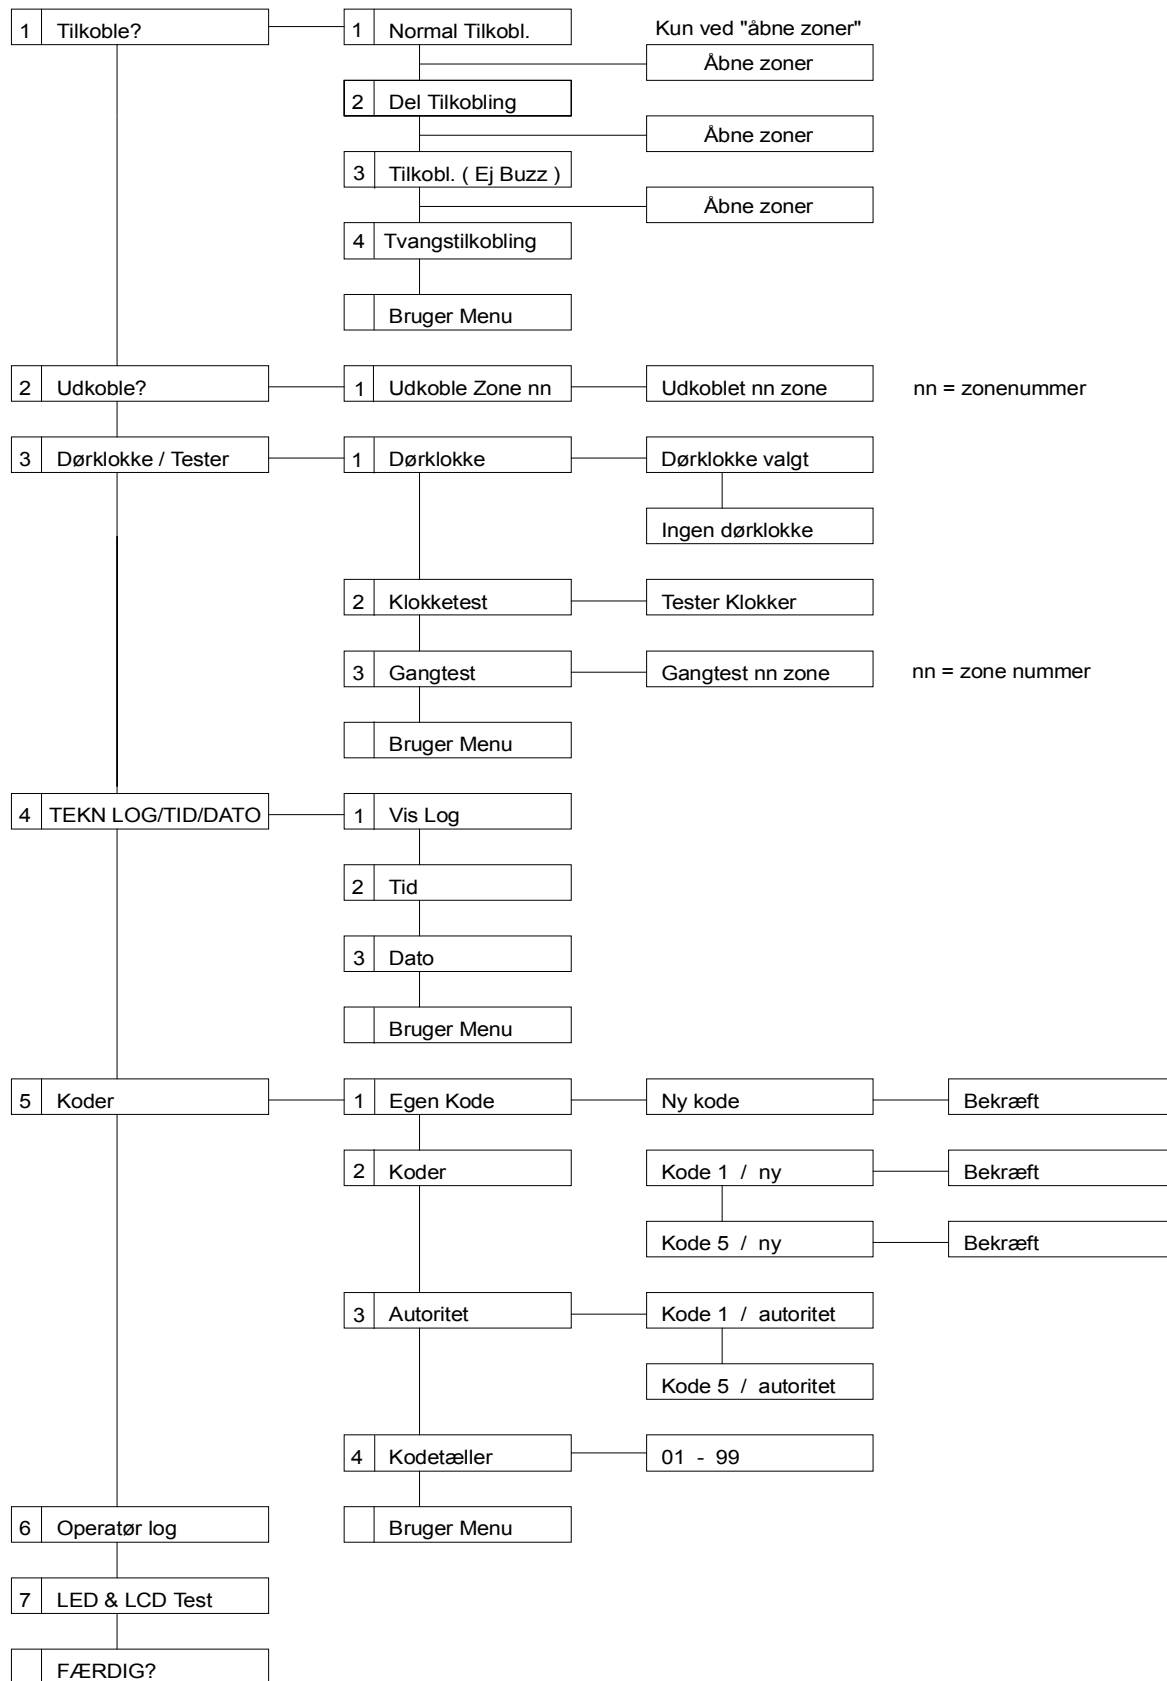 1 Tilkoble? 1 Normal Tilkobl. Kun ved "åbne zoner"
Åbne zoner
2 Del Tilkobling
Åbne zoner
3 Tilkobl. ( Ej Buzz )
Åbne zoner
4 Tvangstilkobling
Bruger Menu
2 Udkoble? 1 Udkoble Zone nn Udkoblet nn zone nn = zonenummer
3 Dørklokke / Tester 1 Dørklokke Dørklokke valgt
Ingen dørklokke
2 Klokketest Tester Klokker
3 Gangtest Gangtest nn zone nn = zone nummer
Bruger Menu
4 TEKN LOG/TID/DATO 1 Vis Log
2 Tid
3 Dato
Bruger Menu
5 Koder 1 Egen Kode Ny kode Bekræft
2 Koder Kode 1 / ny Bekræft
Kode 5 / ny Bekræft
3 Autoritet Kode 1 / autoritet
Kode 5 / autoritet
4 Kodetæller 01 - 99
6 Operatør log Bruger Menu
7 LED & LCD Test
FÆRDIG?